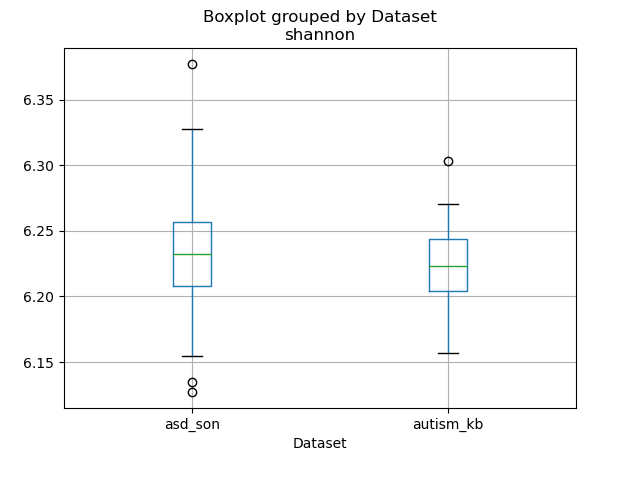 Boxplot grouped by Dataset
shannon
6.35
6.30
6.25
6.20
6.15
asd_son
autism_kb
Dataset